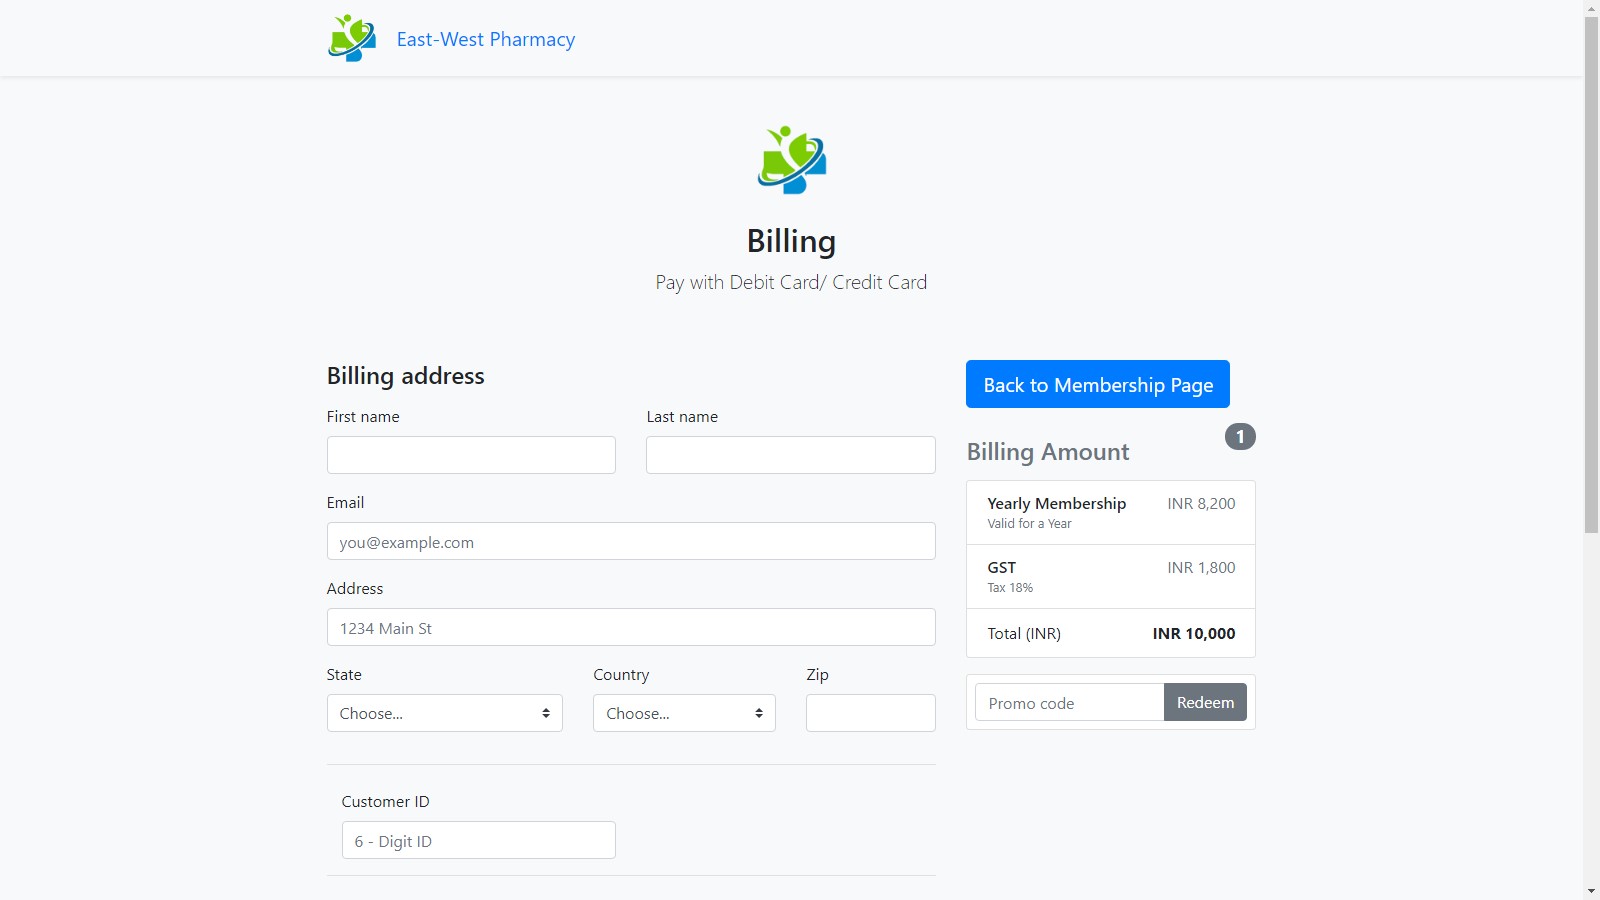 East-West Pharmacy
Billing
Pay with Debit Card/ Credit Card
Billing address
First name
Last name
Email
you@example.com
Address
1234 Main St
State
Country
Zip
Choose...
Choose...
Customer ID
6 - Digit ID
Back to Membership Page
Billing Amount
1
Yearly Membership
INR 8,200
Valid for a Year
GST
INR 1,800
Tax 18%
Total (INR)
INR 10,000
Promo code
Redeem